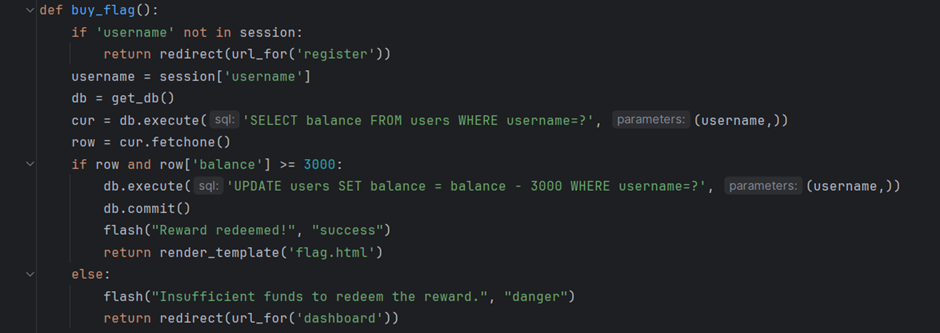 def buy_flag():
if 'username' not in session:
return redirect(url_for('register'))
username = session['username']
db = get_db()
cur = db.execute( sql: 'SELECT balance FROM users WHERE username=?', parameters: (username,))
row = cur.fetchone()
if row and row['balance'] >= 3000:
db.execute( sql: 'UPDATE users SET balance = balance - 3000 WHERE username=?', parameters: (username,))
db.commit()
flash("Reward redeemed!", "success")
return render_template('flag.html')
else:
flash("Insufficient funds to redeem the reward.", "danger")
return redirect(url_for('dashboard'))